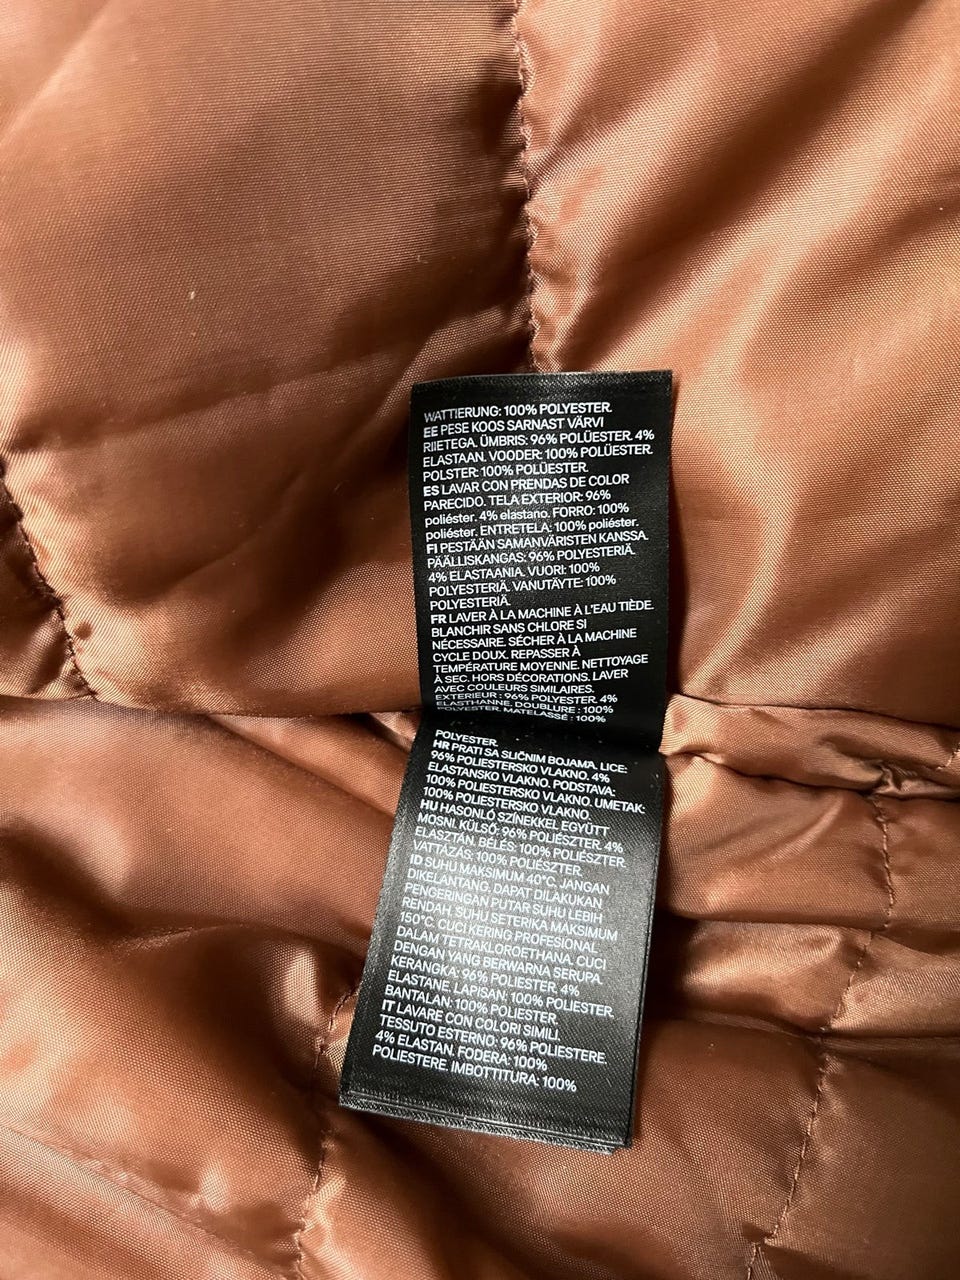 WATTIERUNG: 100% POLYESTER.
EE PESE KOOS SARNAST VÄRVI
RIIETEGA. ÜMBRIS: 96% POLÜESTER. 4%
ELASTAAN. VOODER: 100% POLÜESTER.
POLSTER: 100% POLÜESTER.
ES LAVAR CON PRENDAS DE COLOR
PARECIDO. TELA EXTERIOR: 96%
poliéster. 4% elastano. FORRO: 100%
poliéster. ENTRETELA: 100% poliéster.
FI PESTÄÄN SAMANVÄRISTEN KANSSA.
PÄÄLLISKANGAS: 96% POLYESTERIÄ.
4% ELASTAANIA. VUORI: 100%
POLYESTERIÄ. VANUTÄYTE: 100%
POLYESTERIÄ.
FR LAVER À LA MACHINE À L'EAU TIÈDE.
BLANCHIR SANS CHLORE SI
NÉCESSAIRE. SÉCHER À LA MACHINE
CYCLE DOUX. REPASSER À
TEMPÉRATURE MOYENNE. NETTOYAGE
À SEC. HORS DÉCORATIONS. LAVER
AVEC COULEURS SIMILAIRES.
EXTERIEUR : 96% POLYESTER. 4%
ELASTHANNE. DOUBLURE : 100%
POLYESTER. MATELASSÉ : 100%
POLYESTER.
HR PRATI SA SLIČNIM BOJAMA. LICE:
96% POLIESTERSKO VLAKNO. 4%
ELASTANSKO VLAKNO. PODSTAVA:
100% POLIESTERSKO VLAKNO. UMETAK:
100% POLIESTERSKO VLAKNO.
HU HASONLÓ SZÍNEKKEL EGYÜTT
MOSNI. KÜLSŐ: 96% POLIÉSZTER. 4%
ELASZTÁN. BÉLÉS: 100% POLIÉSZTER.
VATTÁZÁS: 100% POLIÉSZTER.
ID SUHU MAKSIMUM 40°C. JANGAN
DIKELANTANG. DAPAT DILAKUKAN
PENGERINGAN PUTAR SUHU LEBIH
RENDAH. SUHU SETERIKA MAKSIMUM
150°C. CUCI KERING PROFESIONAL
DALAM TETRAKLOROETHANA. CUCI
DENGAN YANG BERWARNA SERUPA.
KERANGKA: 96% POLIESTER. 4%
ELASTANE. LAPISAN: 100% POLIESTER.
BANTALAN: 100% POLIESTER.
IT LAVARE CON COLORI SIMILI.
TESSUTO ESTERNO: 96% POLIESTERE.
4% ELASTAN. FODERA: 100%
POLIESTERE. IMBOTTITURA: 100%